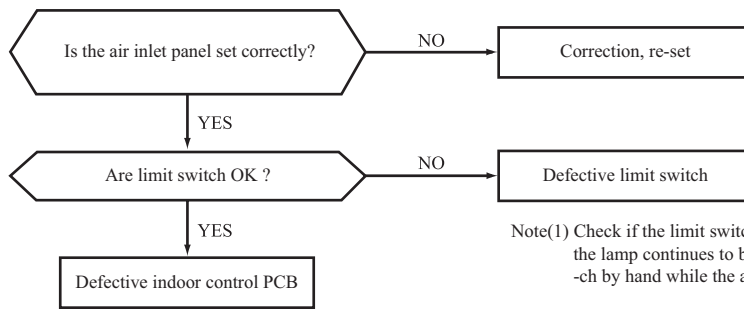 Is the air inlet panel set correctly?
NO
Correction, re-set
YES
Are limit switch OK ?
NO
Defective limit switch
YES
Note(1) Check if the limit
the lamp continues to
-ch by hand while the
Defective indoor control PCB